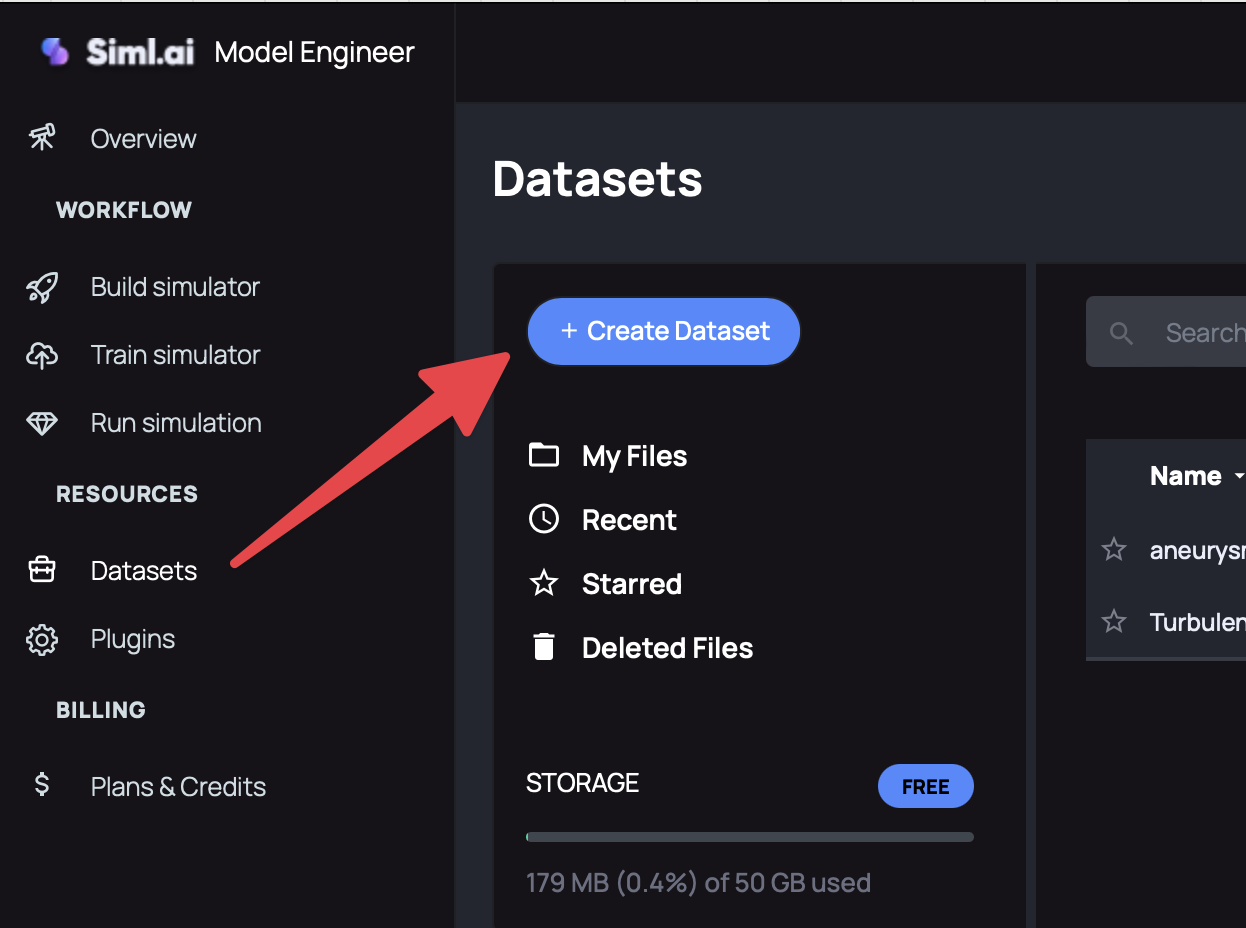 Siml.ai Model Engineer
Overview
WORKFLOW
Build simulator
Train simulator
Run simulation
RESOURCES
Datasets
Plugins
BILLING
$ Plans & Credits
Datasets
+ Create Dataset
My Files
Recent
Starred
Deleted Files
STORAGE FREE
179 MB (0.4%) of 50 GB used
Search
Name
aneurysm
Turbulen